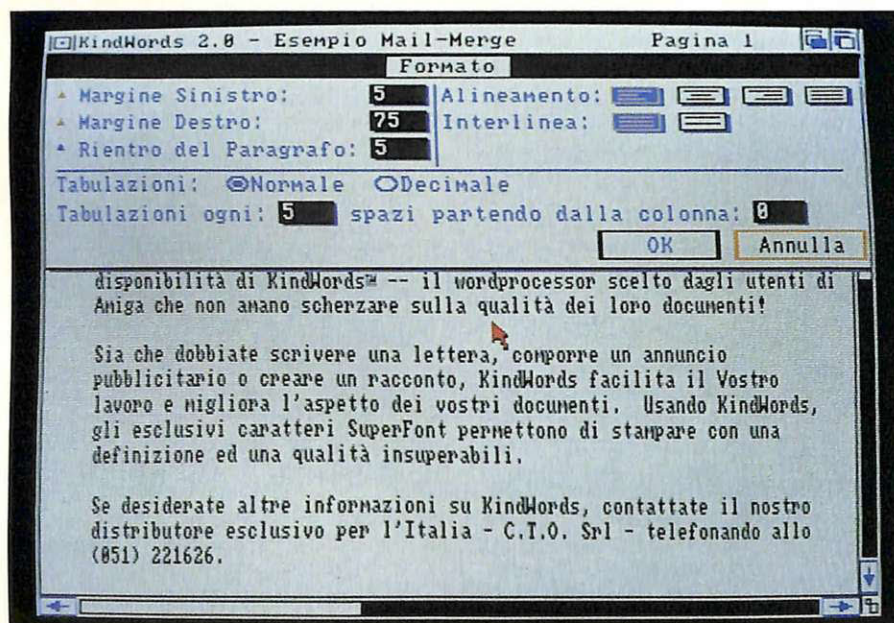 KindWords 2.0 - Esempio Mail-Merge Pagina 1
Formato
Margine Sinistro: 5 Alineamento:
Margine Destro: 75 Interlinea:
Rientro del Paragrafo: 5
Tabulazioni: Normale Decimale
Tabulazioni ogni: 5 spazi partendo dalla colonna: 0
OK Annulla
disponibilità di KindWords™ -- il wordprocessor scelto dagli utenti di
Amiga che non amano scherzare sulla qualità dei loro documenti!
Sia che dobbiate scrivere una lettera, comporre un annuncio
pubblicitario o creare un racconto, KindWords facilita il Vostro
lavoro e migliora l'aspetto dei vostri documenti. Usando KindWords,
gli esclusivi caratteri SuperFont permettono di stampare con una
definizione ed una qualità insuperabili.
Se desiderate altre informazioni su KindWords, contattate il nostro
distributore esclusivo per l'Italia - C.T.O. Srl - telefonando allo
(051) 221626.